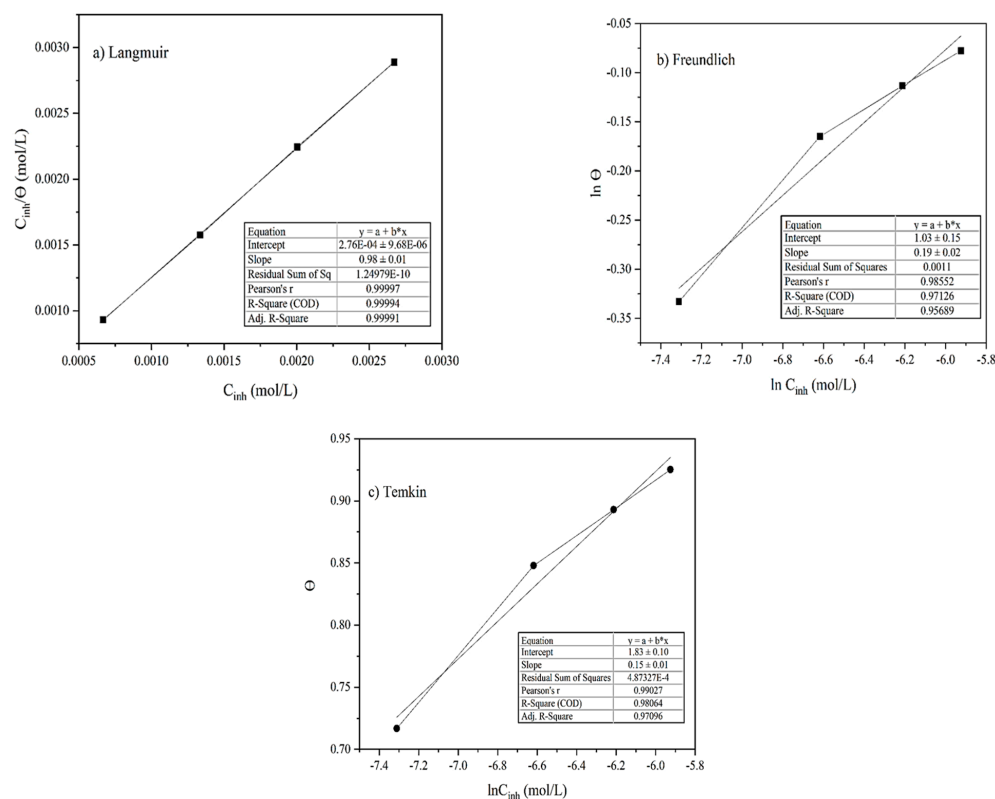 a) Langmuir
C_inh/Θ (mol/L)
0.0030
0.0025
0.0020
0.0015
0.0010
Equation y = a + b*x
Intercept 2.76E-04 ± 9.68E-06
Slope 0.98 ± 0.01
Residual Sum of Sq 1.24979E-10
Pearson's r 0.99997
R-Square (COD) 0.99994
Adj. R-Square 0.99991
0.0005 0.0010 0.0015 0.0020 0.0025 0.0030
C_inh (mol/L)
b) Freundlich
ln Θ
-0.05
-0.10
-0.15
-0.20
-0.25
-0.30
-0.35
Equation y = a + b*x
Intercept 1.03 ± 0.15
Slope 0.19 ± 0.02
Residual Sum of Squares 0.0011
Pearson's r 0.98552
R-Square (COD) 0.97126
Adj. R-Square 0.95689
-7.4 -7.2 -7.0 -6.8 -6.6 -6.4 -6.2 -6.0 -5.8
ln C_inh (mol/L)
c) Temkin
Θ
0.95
0.90
0.85
0.80
0.75
0.70
Equation y = a + b*x
Intercept 1.83 ± 0.10
Slope 0.15 ± 0.01
Residual Sum of Squares 4.87327E-4
Pearson's r 0.99027
R-Square (COD) 0.98064
Adj. R-Square 0.97096
-7.4 -7.2 -7.0 -6.8 -6.6 -6.4 -6.2 -6.0 -5.8
lnC_inh (mol/L)